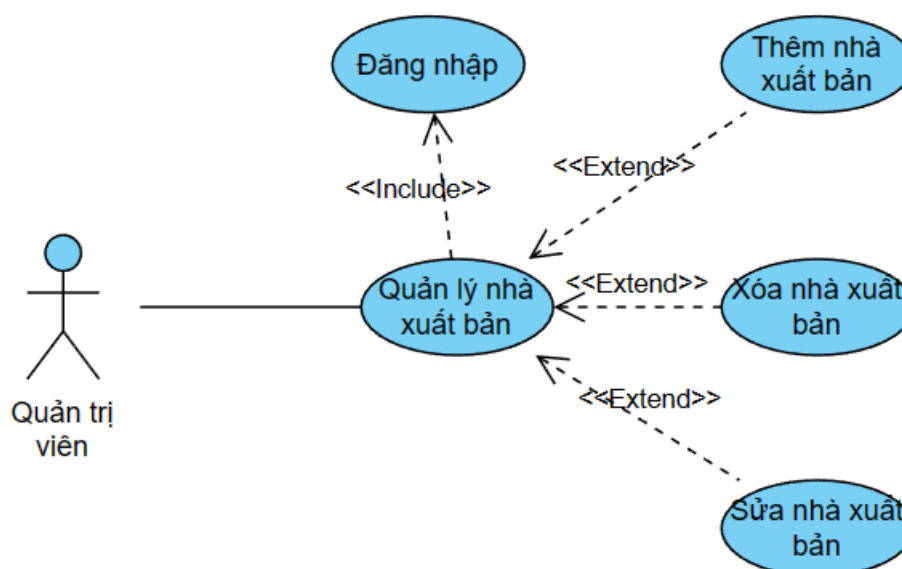 Đăng nhập
Thêm nhà
xuất bản
<<Extend>>
<<Include>>
Quản lý nhà
xuất bản
<<Extend>>
Xóa nhà xuất
bản
Quản trị
viên
<<Extend>>
Sửa nhà xuất
bản